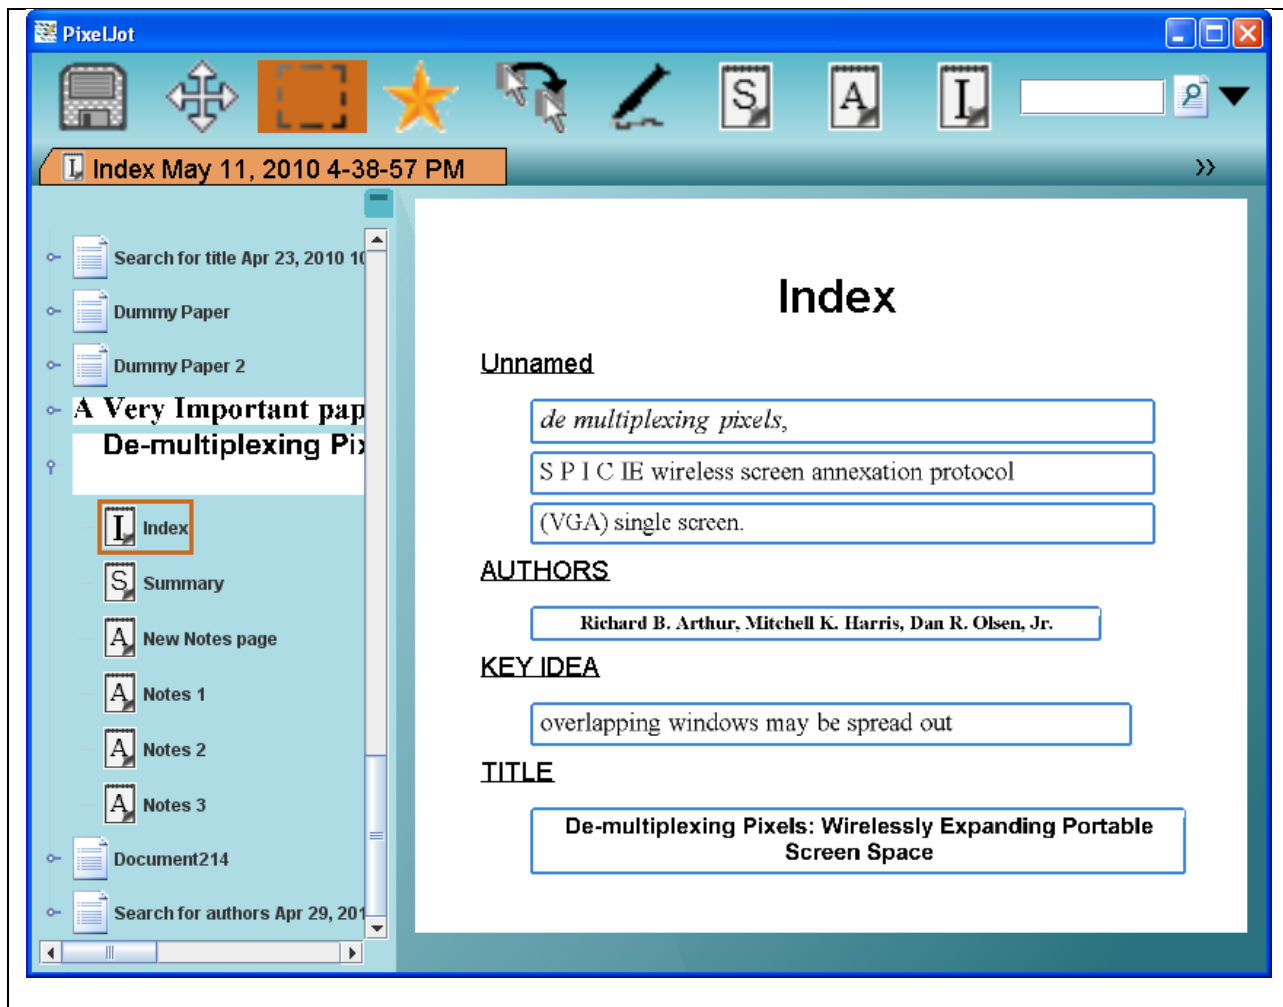 PixelJot
S A I
I Index May 11, 2010 4-38-57 PM
Search for title Apr 23, 2010 10
Dummy Paper
Dummy Paper 2
A Very Important pap
De-multiplexing Pix
I Index
S Summary
A New Notes page
A Notes 1
A Notes 2
A Notes 3
Document214
Search for authors Apr 29, 201
Index
Unnamed
de multiplexing pixels,
S P I C IE wireless screen annexation protocol
(VGA) single screen.
AUTHORS
Richard B. Arthur, Mitchell K. Harris, Dan R. Olsen, Jr.
KEY IDEA
overlapping windows may be spread out
TITLE
De-multiplexing Pixels: Wirelessly Expanding Portable
Screen Space